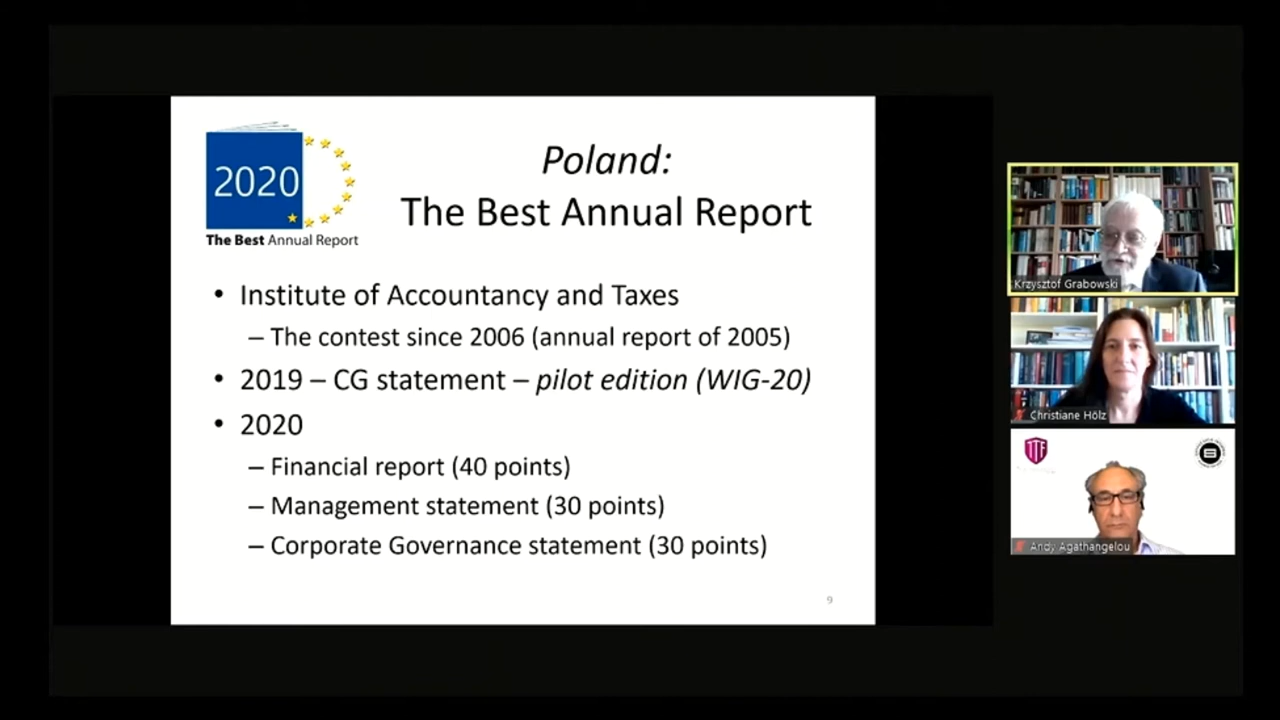 2020
The Best Annual Report
Poland:
The Best Annual Report
• Institute of Accountancy and Taxes
– The contest since 2006 (annual report of 2005)
• 2019 – CG statement – pilot edition (WIG-20)
• 2020
– Financial report (40 points)
– Management statement (30 points)
– Corporate Governance statement (30 points)
9
Krzysztof Grabowski
Christiane Hölz
TTF
Andy Agathangelou